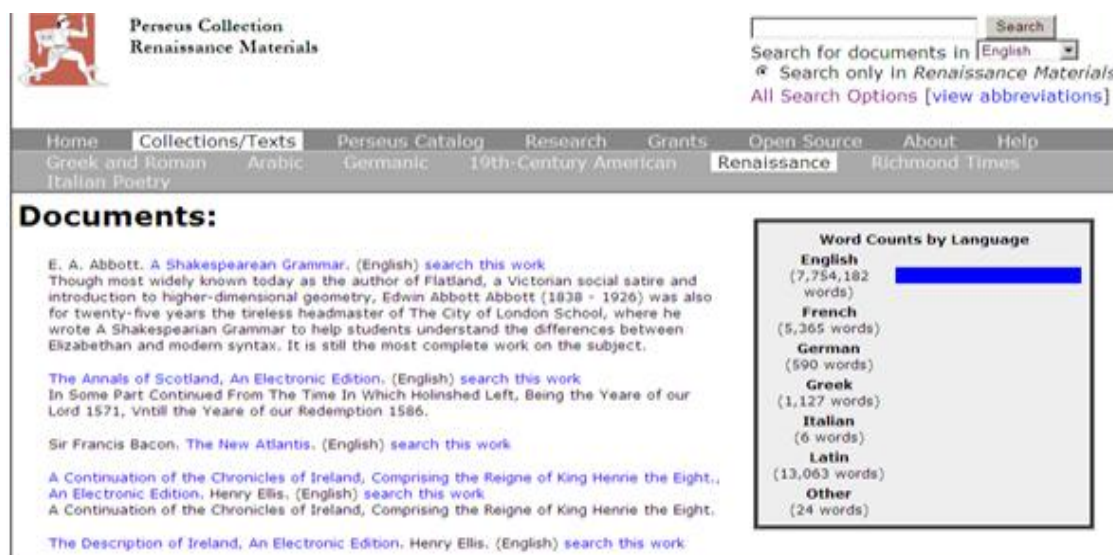 Perseus Collection
Renaissance Materials
Search
Search for documents in English
Search only in Renaissance Materials
All Search Options [view abbreviations]
Home Collections/Texts Perseus Catalog Research Grants Open Source About Help
Greek and Roman Arabic Germanic 19th-Century American Renaissance Richmond Times
Italian Poetry
Documents:
E. A. Abbott. A Shakespearean Grammar. (English) search this work
Though most widely known today as the author of Flatland, a Victorian social satire and
introduction to higher-dimensional geometry, Edwin Abbott Abbott (1838 - 1926) was also
for twenty-five years the tireless headmaster of The City of London School, where he
wrote A Shakespearian Grammar to help students understand the differences between
Elizabethan and modern syntax. It is still the most complete work on the subject.
The Annals of Scotland, An Electronic Edition. (English) search this work
In Some Part Continued From The Time In Which Holinshed Left, Being the Yeare of our
Lord 1571, Vntill the Yeare of our Redemption 1586.
Sir Francis Bacon. The New Atlantis. (English) search this work
A Continuation of the Chronicles of Ireland, Comprising the Reigne of King Henrie the Eight.,
An Electronic Edition. Henry Ellis. (English) search this work
A Continuation of the Chronicles of Ireland, Comprising the Reigne of King Henrie the Eight.
The Description of Ireland, An Electronic Edition. Henry Ellis. (English) search this work
Word Counts by Language
English
(7,754,182
words)
French
(5,365 words)
German
(590 words)
Greek
(1,127 words)
Italian
(6 words)
Latin
(13,063 words)
Other
(24 words)